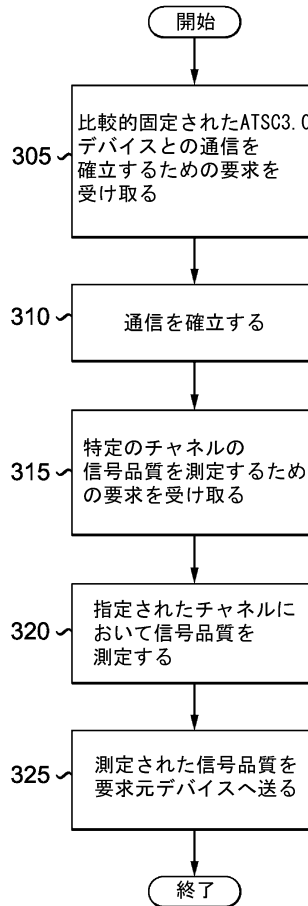 開始
305
比較的固定されたATSC3.0
デバイスとの通信を
確立するための要求を
受け取る
310
通信を確立する
315
特定のチャネルの
信号品質を測定するため
の要求を受け取る
320
指定されたチャネルに
おいて信号品質を
測定する
325
測定された信号品質を
要求元デバイスへ送る
終了